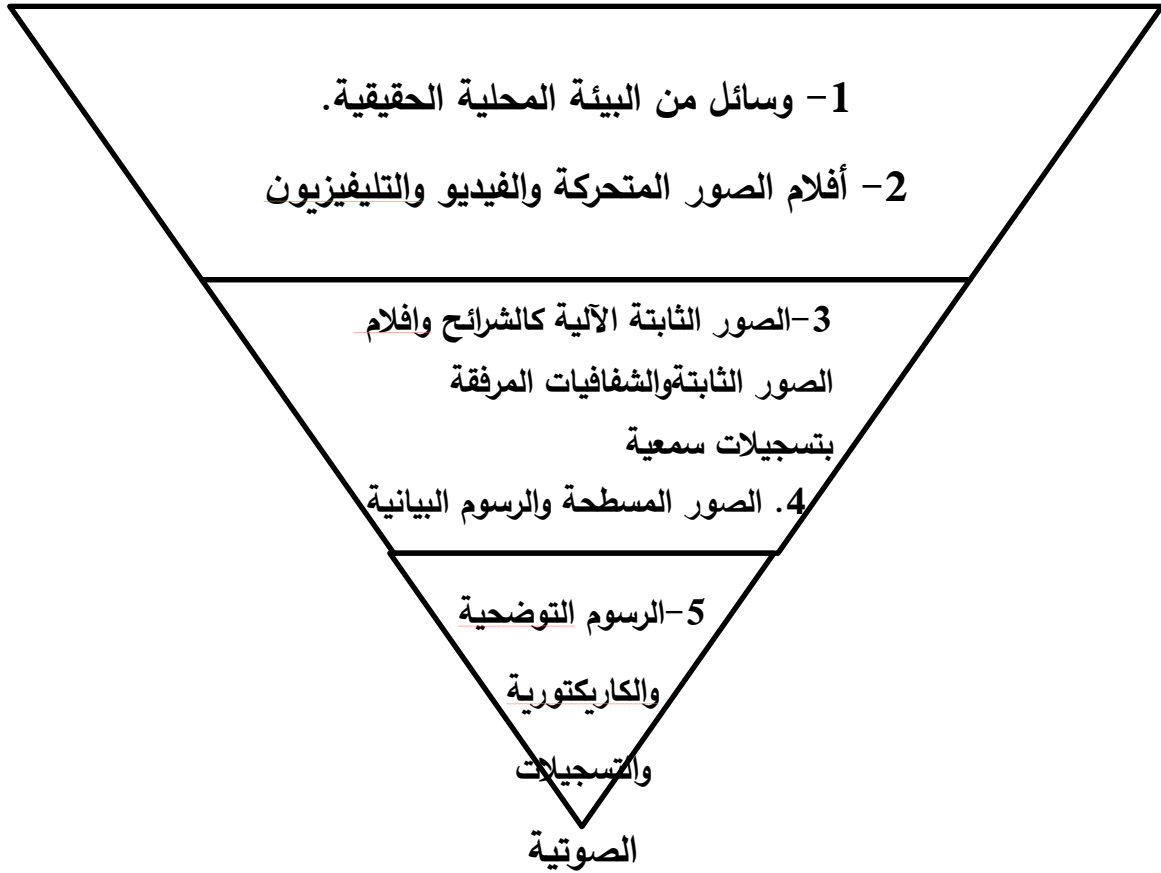 1- وسائل من البيئة المحلية الحقيقية.
2- أفلام الصور المتحركة والفيديو والتليفيزيون
3-الصور الثابتة الآلية كالشرائح وافلام
الصور الثابتةوالشفافيات المرفقة
بتسجيلات سمعية
4. الصور المسطحة والرسوم البيانية
5-الرسوم التوضحية
والكاريكتورية
والتسجيلات
الصوتية